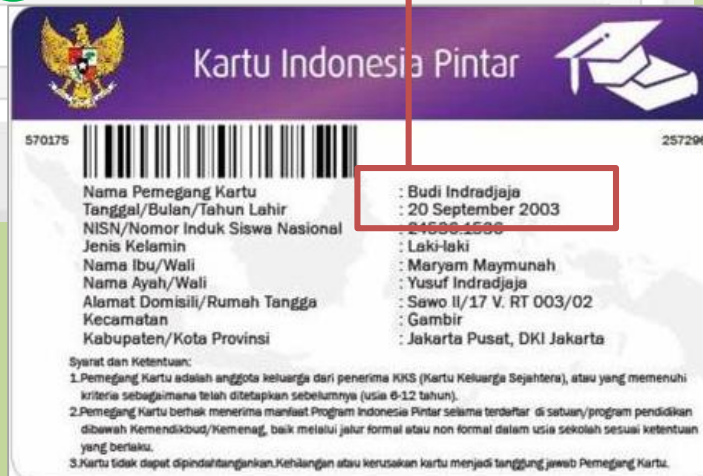 Kartu Indonesia Pintar
570175
257296
Nama Pemegang Kartu : Budi Indradjaja
Tanggal/Bulan/Tahun Lahir : 20 September 2003
NISN/Nomor Induk Siswa Nasional :
Jenis Kelamin : Laki-laki
Nama Ibu/Wali : Maryam Maymunah
Nama Ayah/Wali : Yusuf Indradjaja
Alamat Domisili/Rumah Tangga : Sawo II/17 V. RT 003/02
Kecamatan : Gambir
Kabupaten/Kota Provinsi : Jakarta Pusat, DKI Jakarta
Syarat dan Ketentuan:
1.Pemegang Kartu adalah anggota keluarga dari penerima KKS (Kartu Keluarga Sejahtera), atau yang memenuhi
kriteria sebagaimana telah ditetapkan sebelumnya (usia 6-12 tahun).
2.Pemegang Kartu berhak menerima manfaat Program Indonesia Pintar selama terdaftar di satuan/program pendidikan
dibawah Kemendikbud/Kemenag, baik melalui jalur formal atau non formal dalam usia sekolah sesuai ketentuan
yang berlaku.
3.Kartu tidak dapat dipindahtangankan.Kehilangan atau kerusakan kartu menjadi tanggung jawab Pemegang Kartu.